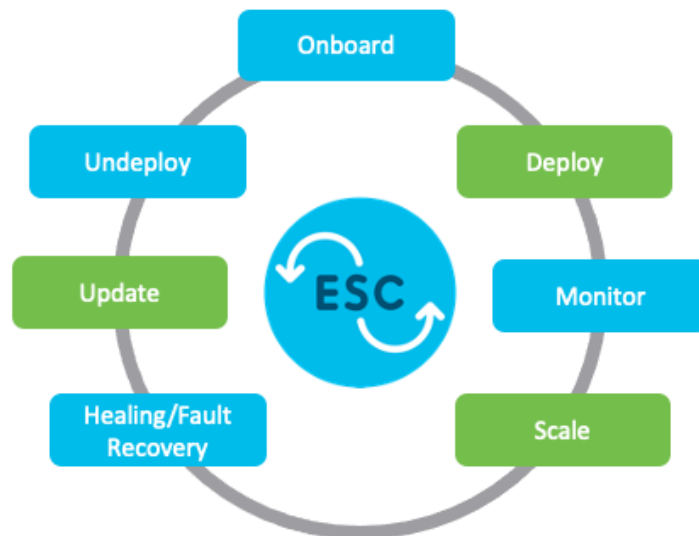 Onboard
Undeploy
Deploy
Update
ESC
Monitor
Healing/Fault
Recovery
Scale